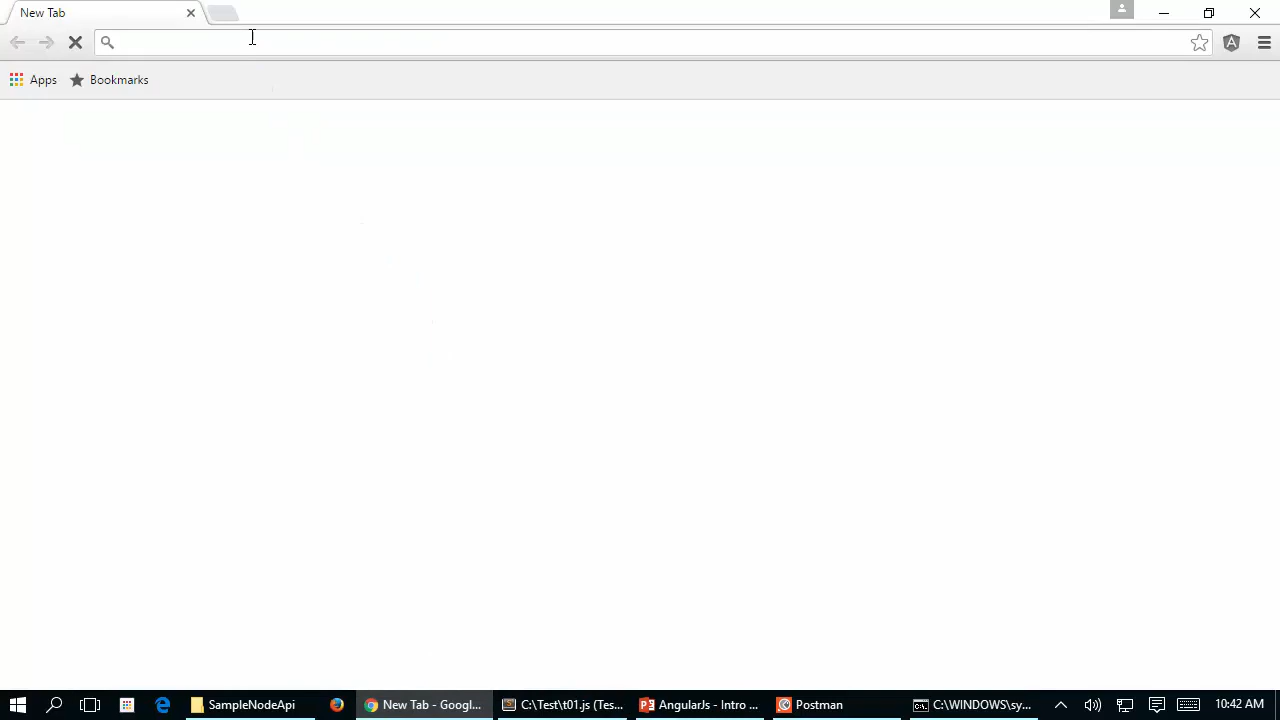 New Tab
Apps Bookmarks
SampleNodeApi New Tab - Googl... C:\Test\t01.js (Tes... AngularJs - Intro ... Postman C:\WINDOWS\sy... 10:42 AM